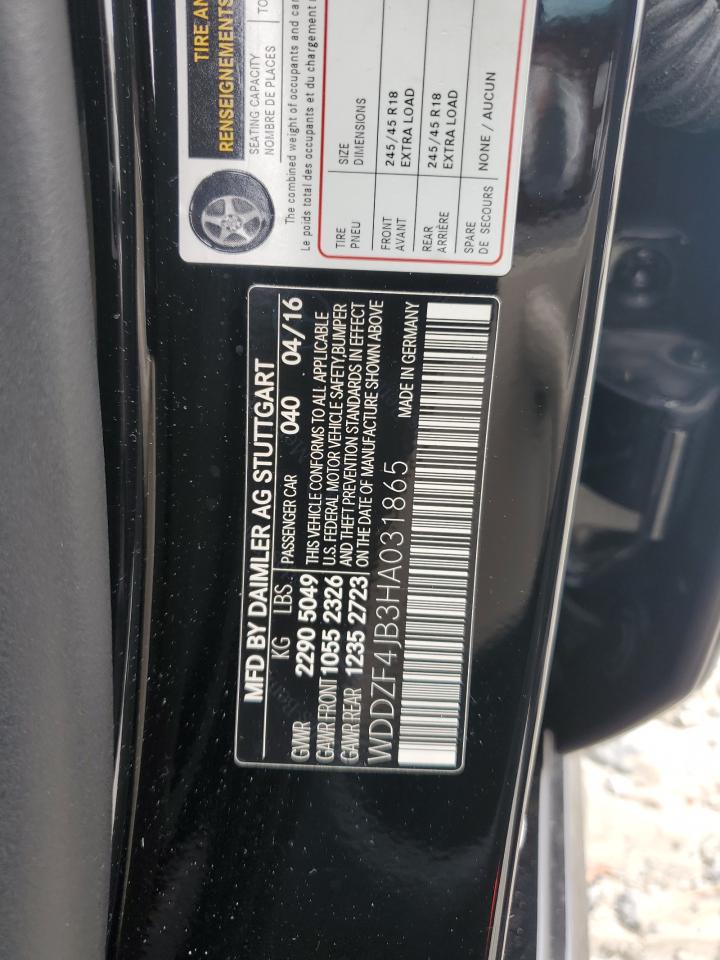 TIRE AN
RENSEIGNEMENTS
SEATING CAPACITY
NOMBRE DE PLACES
TO
The combined weight of occupants and ca
Le poids total des occupants et du chargement
TIRE
PNEU
SIZE
DIMENSIONS
FRONT
AVANT
245/45 R18
EXTRA LOAD
REAR
ARRIÈRE
245/45 R18
EXTRA LOAD
SPARE
DE SECOURS
NONE / AUCUN
MFD BY DAIMLER AG STUTTGART
KG LBS PASSENGER CAR 040 04/16
GVWR 2290 5049 THIS VEHICLE CONFORMS TO ALL APPLICABLE
GAWR FRONT 1055 2326 U.S. FEDERAL MOTOR VEHICLE SAFETY,BUMPER
GAWR REAR 1235 2723 AND THEFT PREVENTION STANDARDS IN EFFECT
ON THE DATE OF MANUFACTURE SHOWN ABOVE
WDDZF4JB3HA031865 MADE IN GERMANY